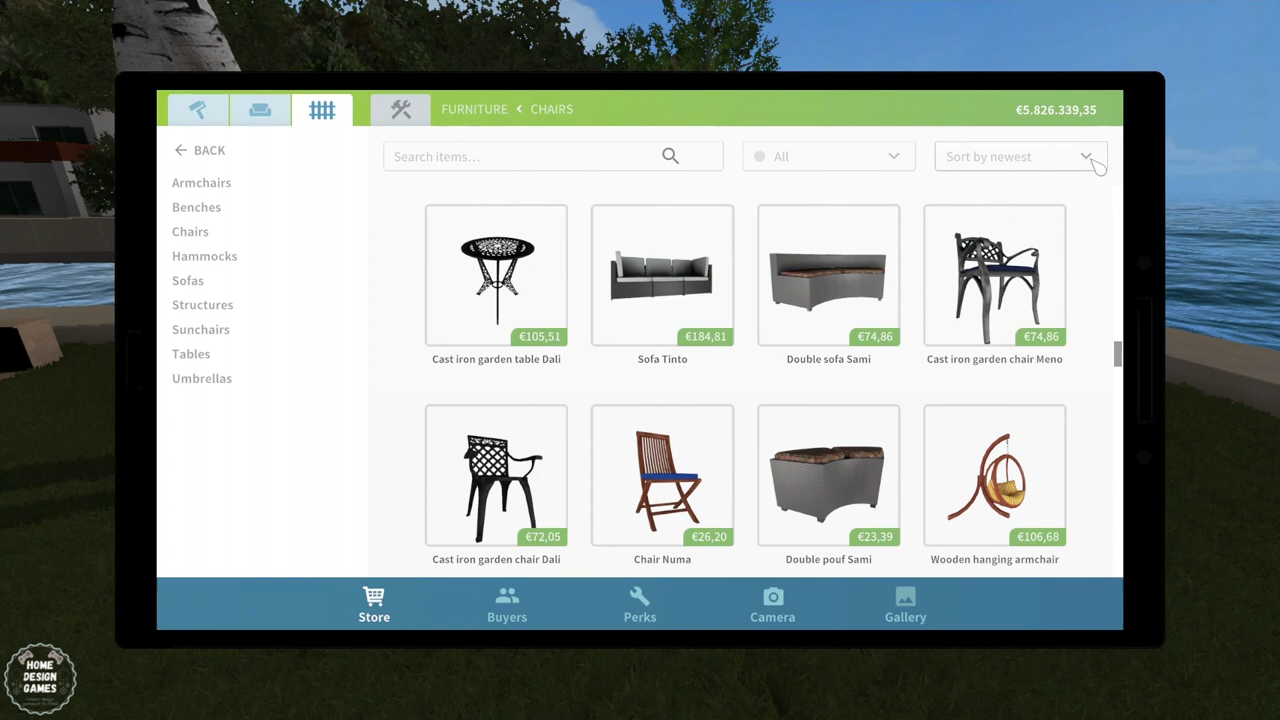 FURNITURE < CHAIRS
€5.826.339,35
BACK
Search items...
All
Sort by newest
Armchairs
Benches
Chairs
Hammocks
Sofas
Structures
Sunchairs
Tables
Umbrellas
€105,51
€184,81
€74,86
€74,86
Cast iron garden table Dali
Sofa Tinto
Double sofa Sami
Cast iron garden chair Meno
€72,05
€26,20
€23,39
€106,68
Cast iron garden chair Dali
Chair Numa
Double pouf Sami
Wooden hanging armchair
Store
Buyers
Perks
Camera
Gallery
HOME
DESIGN
GAMES